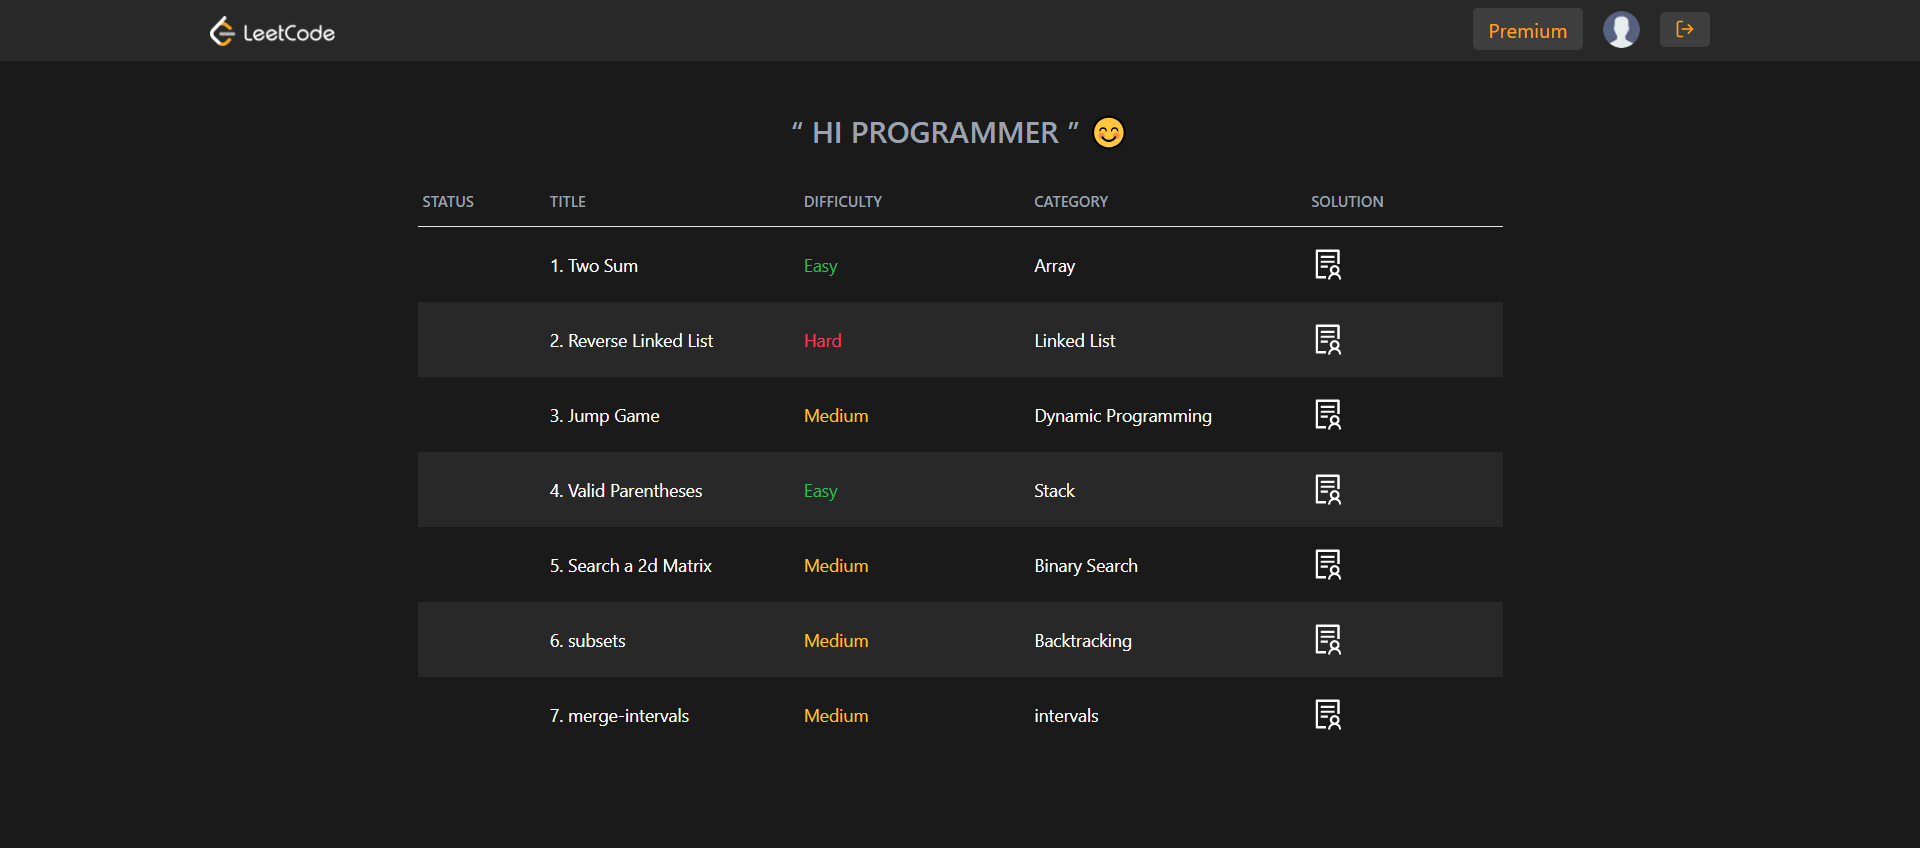 LeetCode
Premium
“ HI PROGRAMMER ” 😊
STATUS TITLE DIFFICULTY CATEGORY SOLUTION
1. Two Sum Easy Array
2. Reverse Linked List Hard Linked List
3. Jump Game Medium Dynamic Programming
4. Valid Parentheses Easy Stack
5. Search a 2d Matrix Medium Binary Search
6. subsets Medium Backtracking
7. merge-intervals Medium intervals